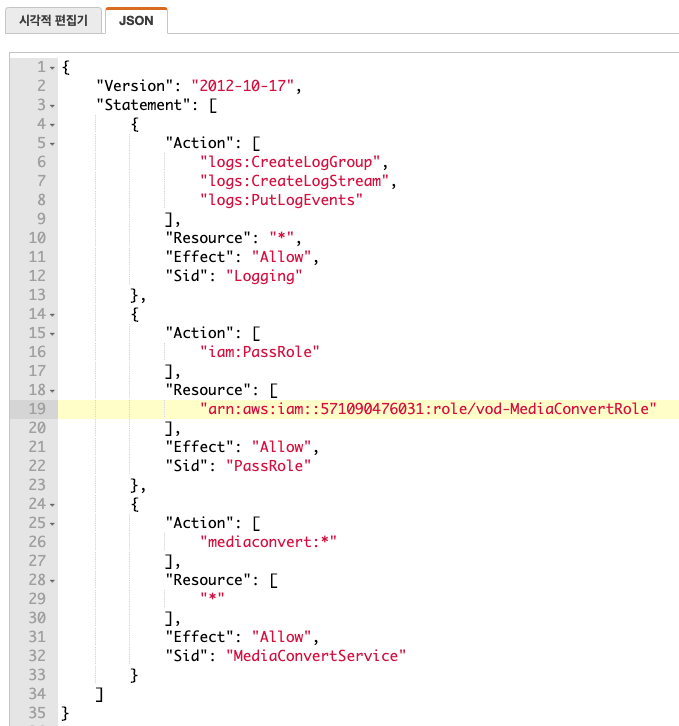 시각적 편집기 JSON
1 {
2 "Version": "2012-10-17",
3 "Statement": [
4 {
5 "Action": [
6 "logs:CreateLogGroup",
7 "logs:CreateLogStream",
8 "logs:PutLogEvents"
9 ],
10 "Resource": "*",
11 "Effect": "Allow",
12 "Sid": "Logging"
13 },
14 {
15 "Action": [
16 "iam:PassRole"
17 ],
18 "Resource": [
19 "arn:aws:iam::571090476031:role/vod-MediaConvertRole"
20 ],
21 "Effect": "Allow",
22 "Sid": "PassRole"
23 },
24 {
25 "Action": [
26 "mediaconvert:*"
27 ],
28 "Resource": [
29 "*"
30 ],
31 "Effect": "Allow",
32 "Sid": "MediaConvertService"
33 }
34 ]
35 }